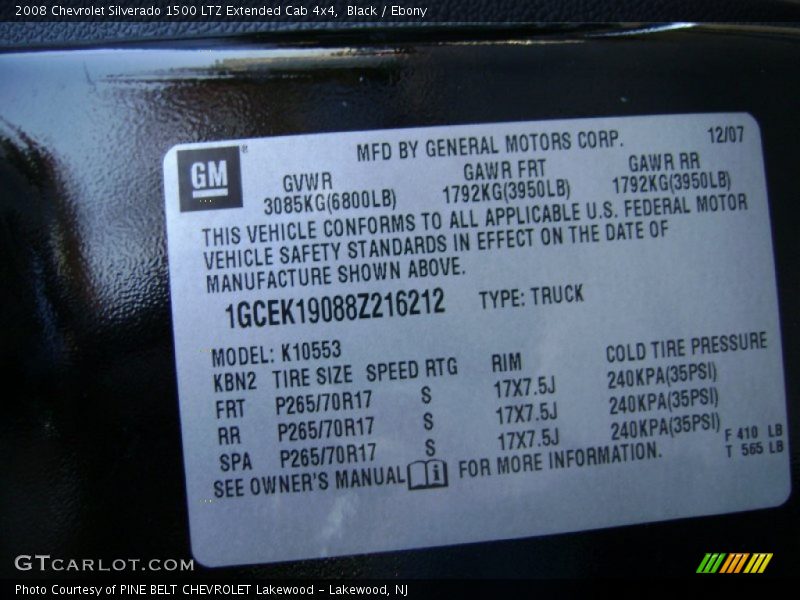 2008 Chevrolet Silverado 1500 LTZ Extended Cab 4x4, Black / Ebony
GM® MFD BY GENERAL MOTORS CORP. 12/07
GVWR GAWR FRT GAWR RR
3085KG(6800LB) 1792KG(3950LB) 1792KG(3950LB)
THIS VEHICLE CONFORMS TO ALL APPLICABLE U.S. FEDERAL MOTOR
VEHICLE SAFETY STANDARDS IN EFFECT ON THE DATE OF
MANUFACTURE SHOWN ABOVE.
1GCEK19088Z216212 TYPE: TRUCK
MODEL: K10553
KBN2 TIRE SIZE SPEED RTG RIM COLD TIRE PRESSURE
FRT P265/70R17 S 17X7.5J 240KPA(35PSI)
RR P265/70R17 S 17X7.5J 240KPA(35PSI)
SPA P265/70R17 S 17X7.5J 240KPA(35PSI)
SEE OWNER'S MANUAL FOR MORE INFORMATION.
F 410 LB
T 565 LB
GTCARLOT.COM
Photo Courtesy of PINE BELT CHEVROLET Lakewood - Lakewood, NJ